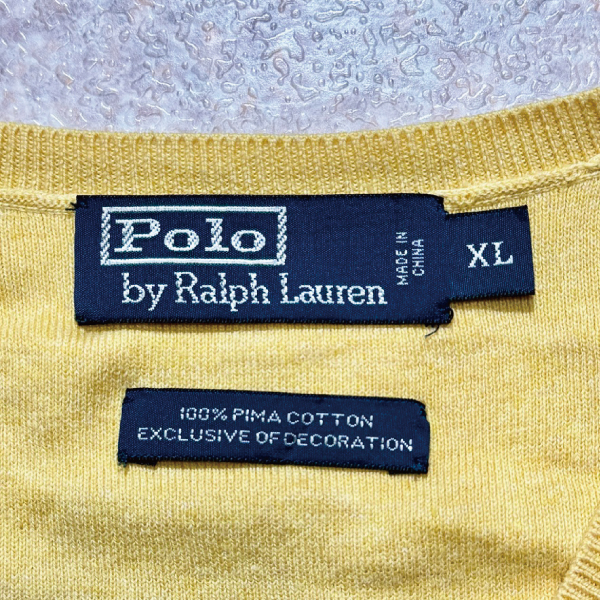 Polo
by Ralph Lauren
MADE IN
CHINA
XL
100% PIMA COTTON
EXCLUSIVE OF DECORATION